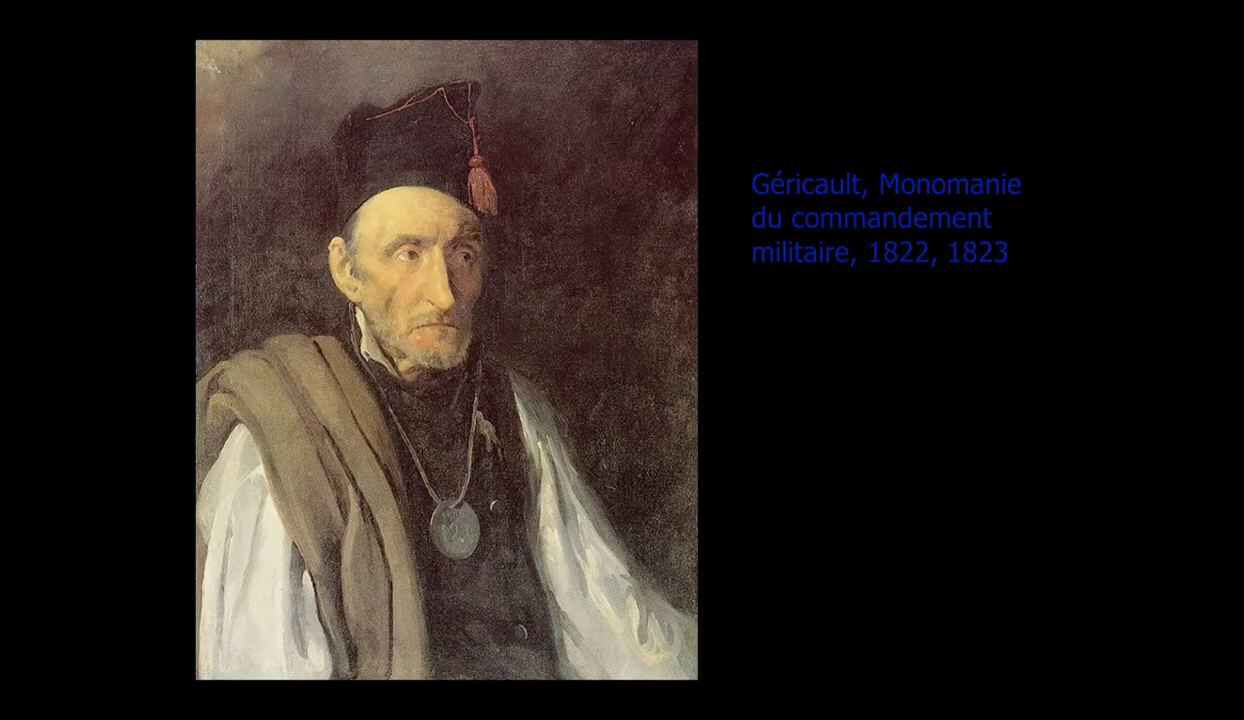 Géricault, Monomanie
du commandement
militaire, 1822, 1823